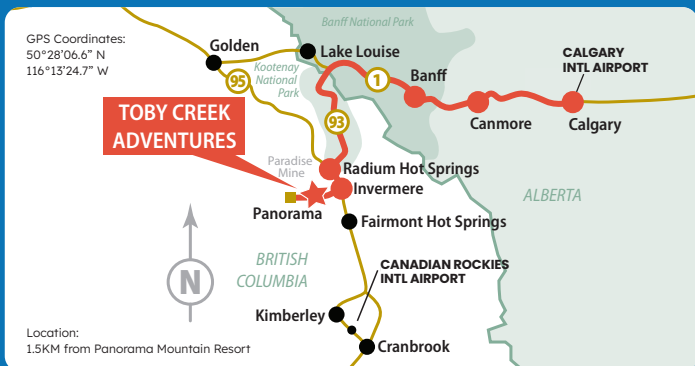 GPS Coordinates:
50°28'06.6" N
116°13'24.7" W
Banff National Park
Golden
Lake Louise
Kootenay
National
Park
95
1
Banff
CALGARY
INTL AIRPORT
TOBY CREEK
ADVENTURES
93
Canmore
Calgary
Paradise
Mine
Radium Hot Springs
Invermere
ALBERTA
Panorama
Fairmont Hot Springs
N
BRITISH
COLUMBIA
CANADIAN ROCKIES
INTL AIRPORT
Kimberley
Cranbrook
Location:
1.5KM from Panorama Mountain Resort